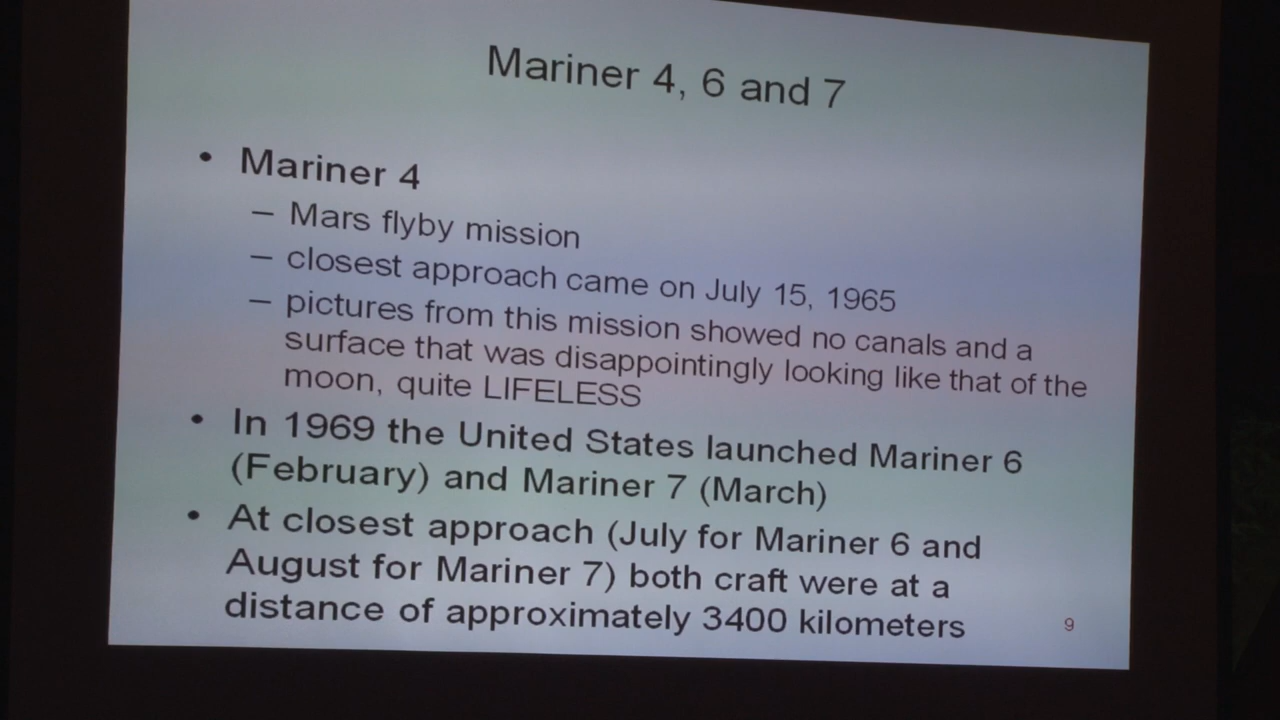 Mariner 4, 6 and 7
• Mariner 4
– Mars flyby mission
– closest approach came on July 15, 1965
– pictures from this mission showed no canals and a
surface that was disappointingly looking like that of the
moon, quite LIFELESS
• In 1969 the United States launched Mariner 6
(February) and Mariner 7 (March)
• At closest approach (July for Mariner 6 and
August for Mariner 7) both craft were at a
distance of approximately 3400 kilometers
9